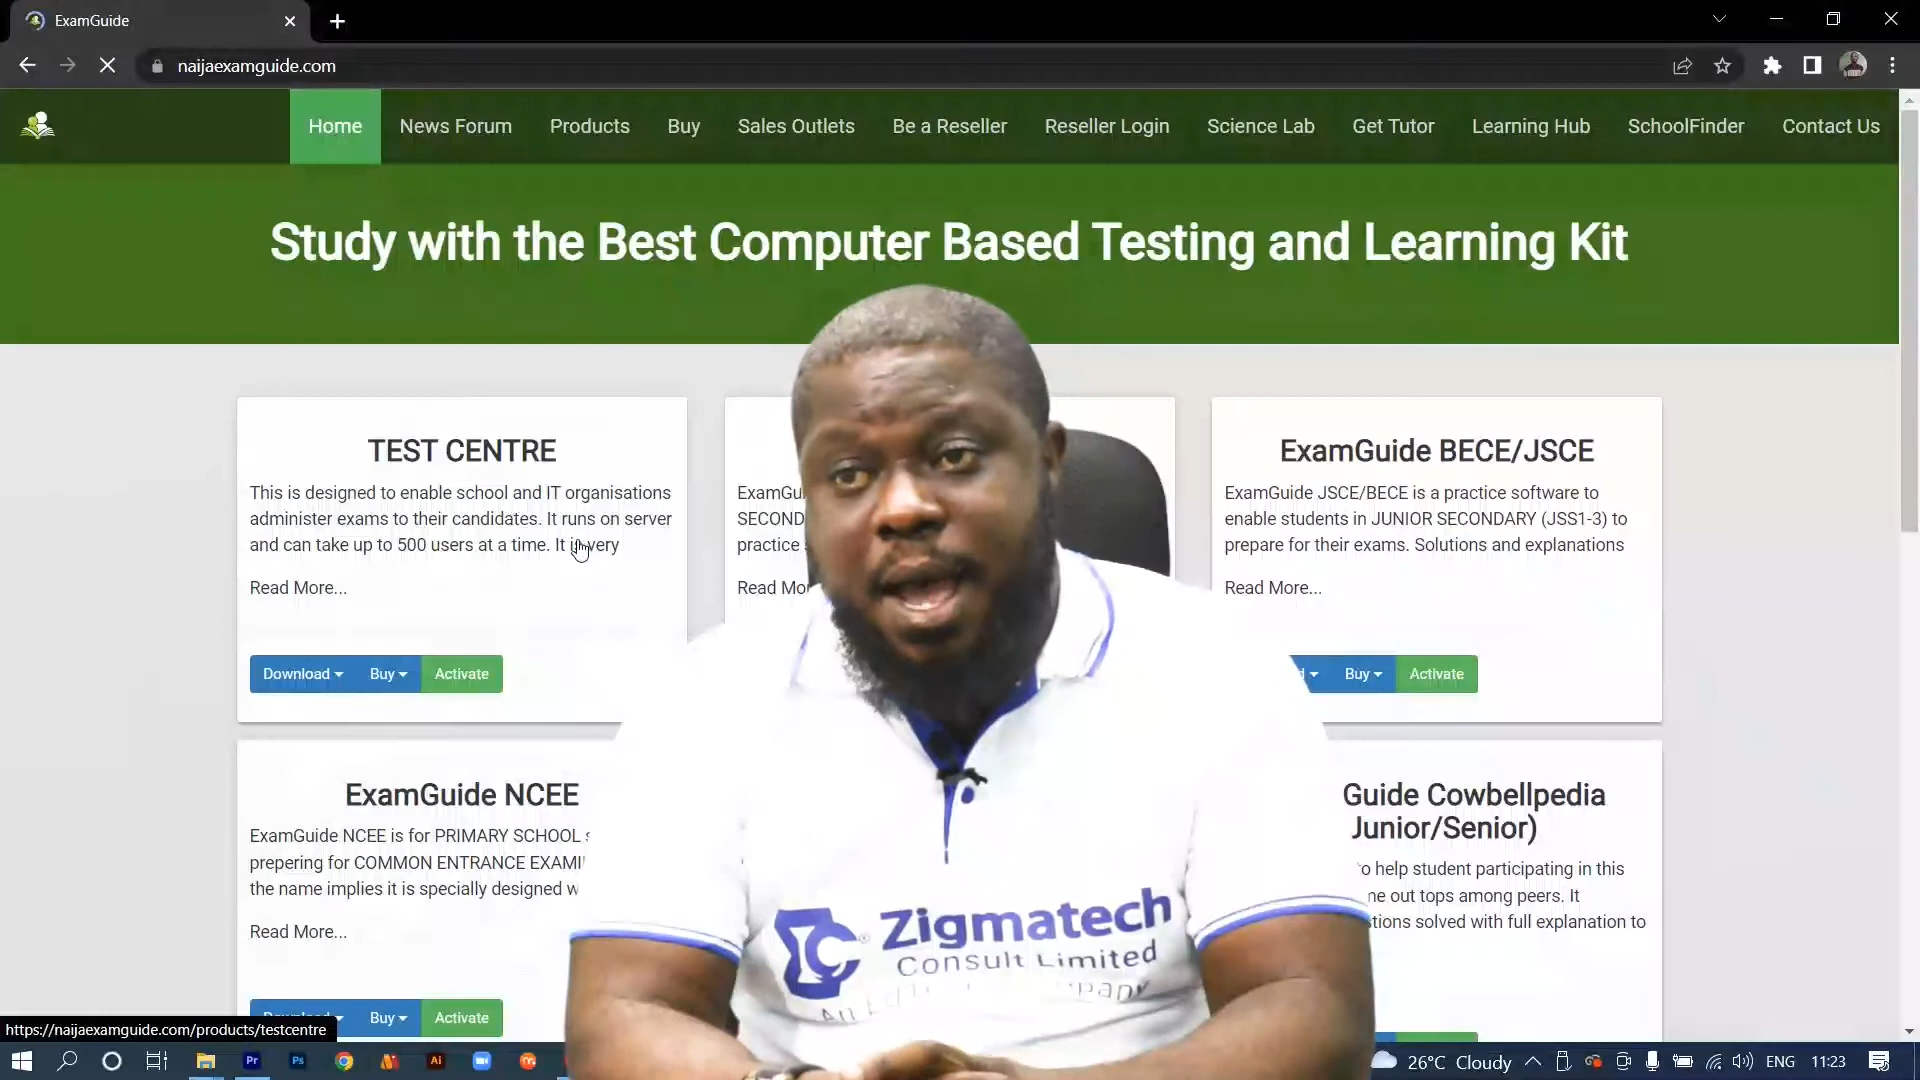 ExamGuide
naijaexamguide.com
Home News Forum Products Buy Sales Outlets Be a Reseller Reseller Login Science Lab Get Tutor Learning Hub SchoolFinder Contact Us
Study with the Best Computer Based Testing and Learning Kit
TEST CENTRE
This is designed to enable school and IT organisations
administer exams to their candidates. It runs on server
and can take up to 500 users at a time. It is very
Read More...
Download Buy Activate
SECOND
practice
Read
ExamGuide BECE/JSCE
ExamGuide JSCE/BECE is a practice software to
enable students in JUNIOR SECONDARY (JSS1-3) to
prepare for their exams. Solutions and explanations
Read More...
Buy Activate
ExamGuide NCEE
ExamGuide NCEE is for PRIMARY SCHOOL
prepering for COMMON ENTRANCE
the name implies it is specially designed
Read More...
Buy Activate
Guide Cowbellpedia
Junior/Senior)
to help student participating in this
out tops among peers. It
solved with full explanation to
Zigmatech
Consult Limited
https://naijaexamguide.com/products/testcentre
Pr Ps Ai 26°C Cloudy ENG 11:23